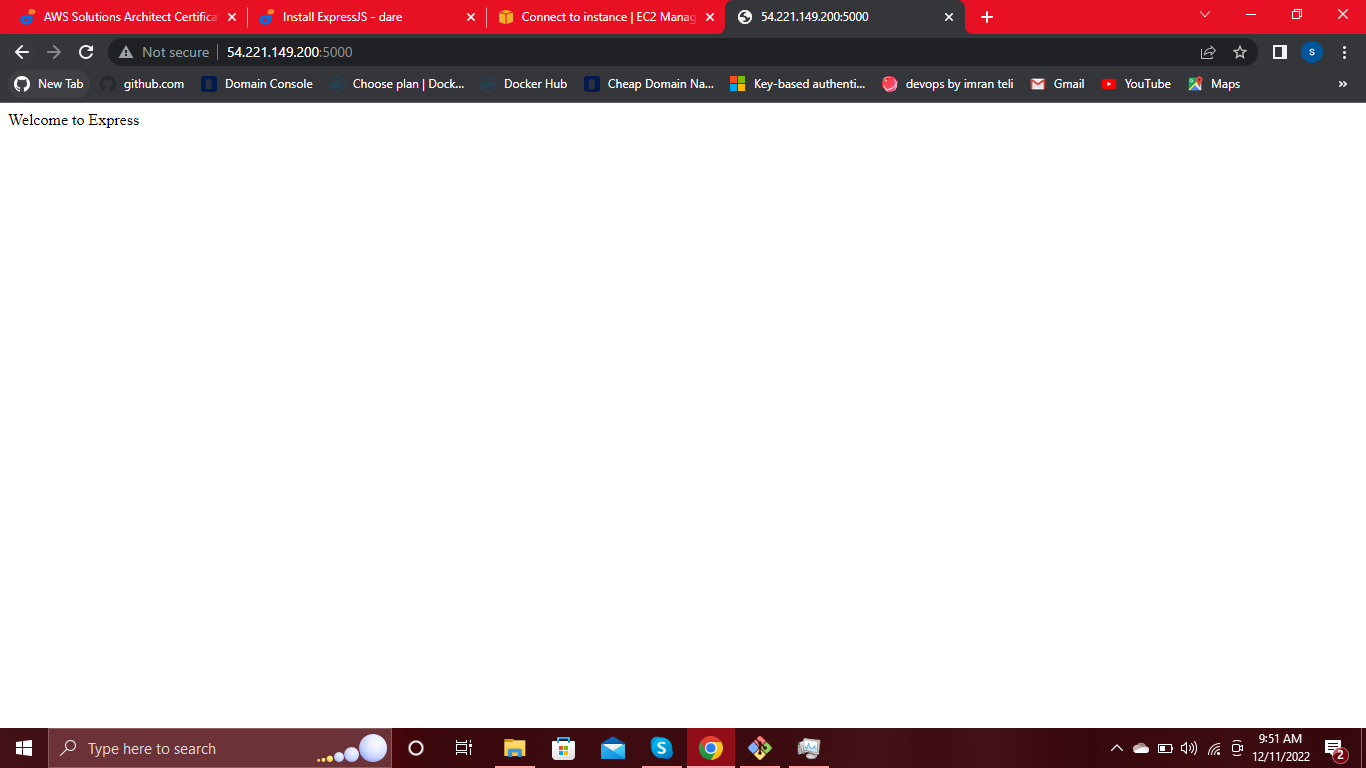 AWS Solutions Architect Certifica
Install ExpressJS - dare
Connect to instance | EC2 Manag
54.221.149.200:5000
Not secure
54.221.149.200:5000
S
New Tab
github.com
Domain Console
Choose plan | Dock...
Docker Hub
Cheap Domain Na...
Key-based authenti...
devops by imran teli
Gmail
YouTube
Maps
»
Welcome to Express
Type here to search
S
9:51 AM
12/11/2022
2